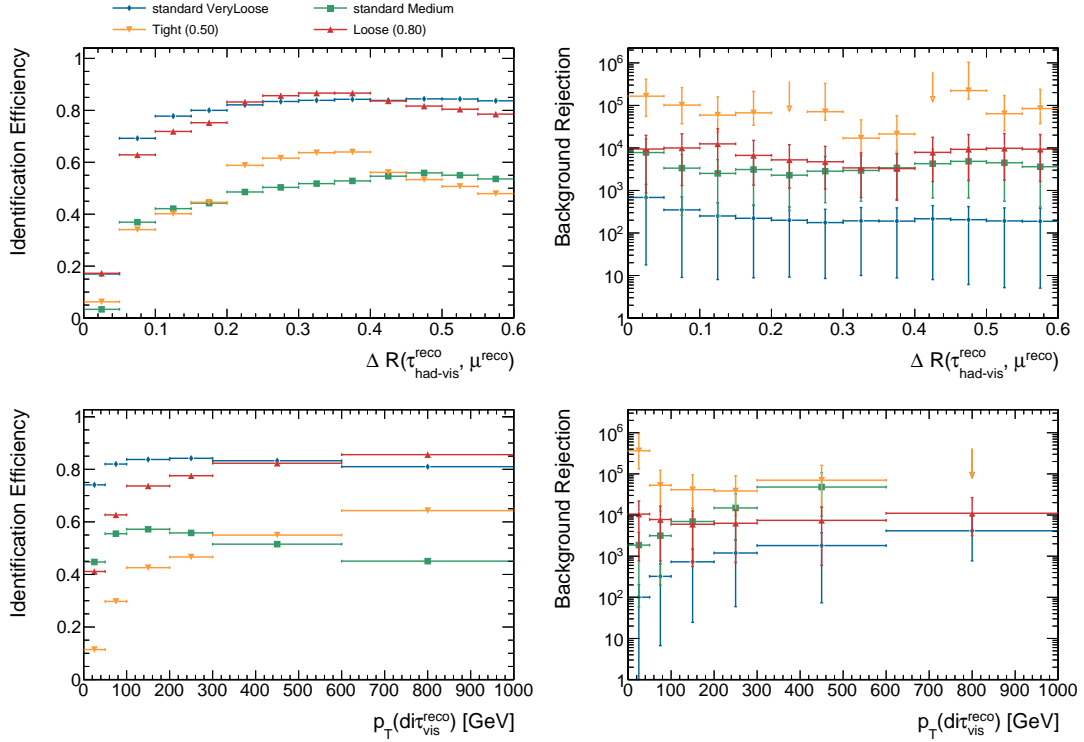 standard VeryLoose
standard Medium
Tight (0.50)
Loose (0.80)
Identification Efficiency
1
0.8
0.6
0.4
0.2
0
0 0.1 0.2 0.3 0.4 0.5 0.6
Δ R(τ^reco_had-vis, μ^reco)
Background Rejection
10^6
10^5
10^4
10^3
10^2
10
1
0 0.1 0.2 0.3 0.4 0.5 0.6
Δ R(τ^reco_had-vis, μ^reco)
Identification Efficiency
1
0.8
0.6
0.4
0.2
0
0 100 200 300 400 500 600 700 800 900 1000
p_T(diτ^reco_vis) [GeV]
Background Rejection
10^6
10^5
10^4
10^3
10^2
10
1
0 100 200 300 400 500 600 700 800 900 1000
p_T(diτ^reco_vis) [GeV]